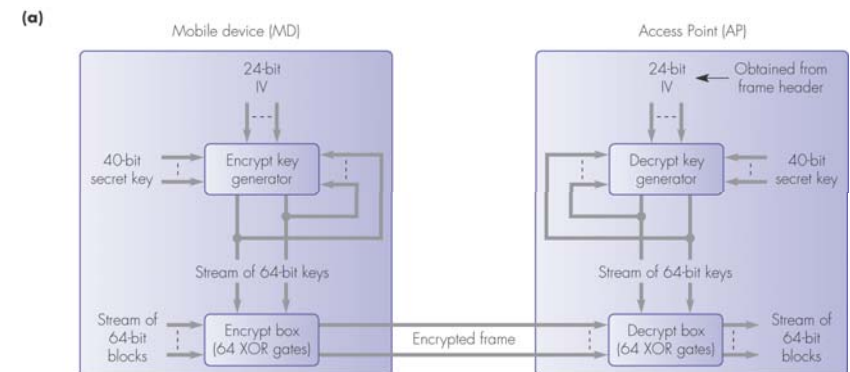 (a)
Mobile device (MD)
Access Point (AP)
24-bit
IV
24-bit
IV
Obtained from
frame header
40-bit
secret key
Encrypt key
generator
Decrypt key
generator
40-bit
secret key
Stream of 64-bit keys
Stream of 64-bit keys
Stream of
64-bit
blocks
Encrypt box
(64 XOR gates)
Encrypted frame
Decrypt box
(64 XOR gates)
Stream of
64-bit
blocks